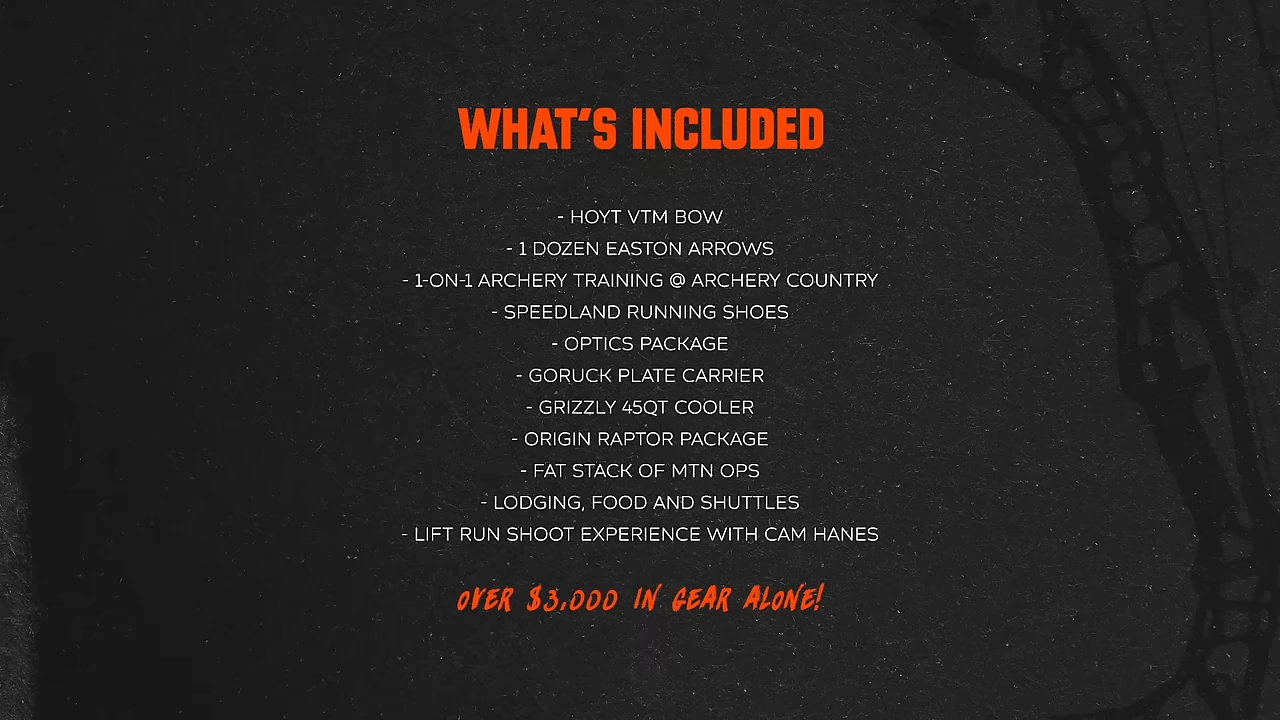 WHAT'S INCLUDED
- HOYT VTM BOW
- 1 DOZEN EASTON ARROWS
- 1-ON-1 ARCHERY TRAINING @ ARCHERY COUNTRY
- SPEEDLAND RUNNING SHOES
- OPTICS PACKAGE
- GORUCK PLATE CARRIER
- GRIZZLY 45QT COOLER
- ORIGIN RAPTOR PACKAGE
- FAT STACK OF MTN OPS
- LODGING, FOOD AND SHUTTLES
- LIFT RUN SHOOT EXPERIENCE WITH CAM HANES
OVER $3,000 IN GEAR ALONE!